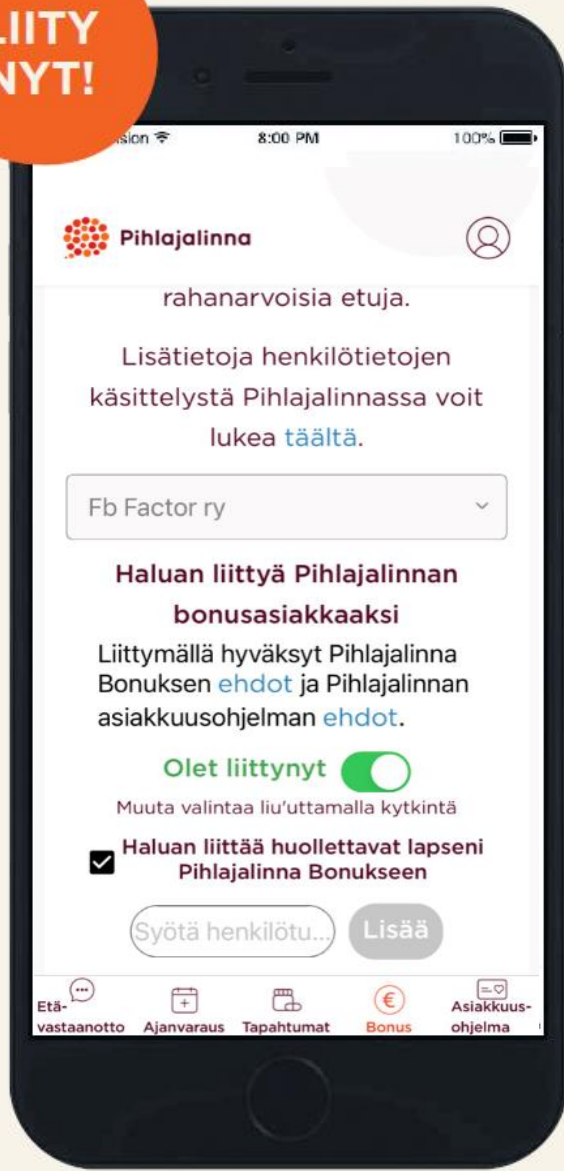 LIITY
NYT!
8:00 PM
100%
Pihlajalinna
rahanarvoisia etuja.
Lisätietoja henkilötietojen
käsittelystä Pihlajalinnassa voit
lukea täältä.
Fb Factor ry
Haluan liittyä Pihlajalinnan
bonusasiakkaaksi
Liittymällä hyväksyt Pihlajalinna
Bonuksen ehdot ja Pihlajalinnan
asiakkuusohjelman ehdot.
Olet liittynyt
Muuta valintaa liu'uttamalla kytkintä
Haluan liittää huollettavat lapseni
Pihlajalinna Bonukseen
Syötä henkilötu...
Lisää
Etä-
vastaanotto
Ajanvaraus
Tapahtumat
€
Bonus
Asiakkuus-
ohjelma